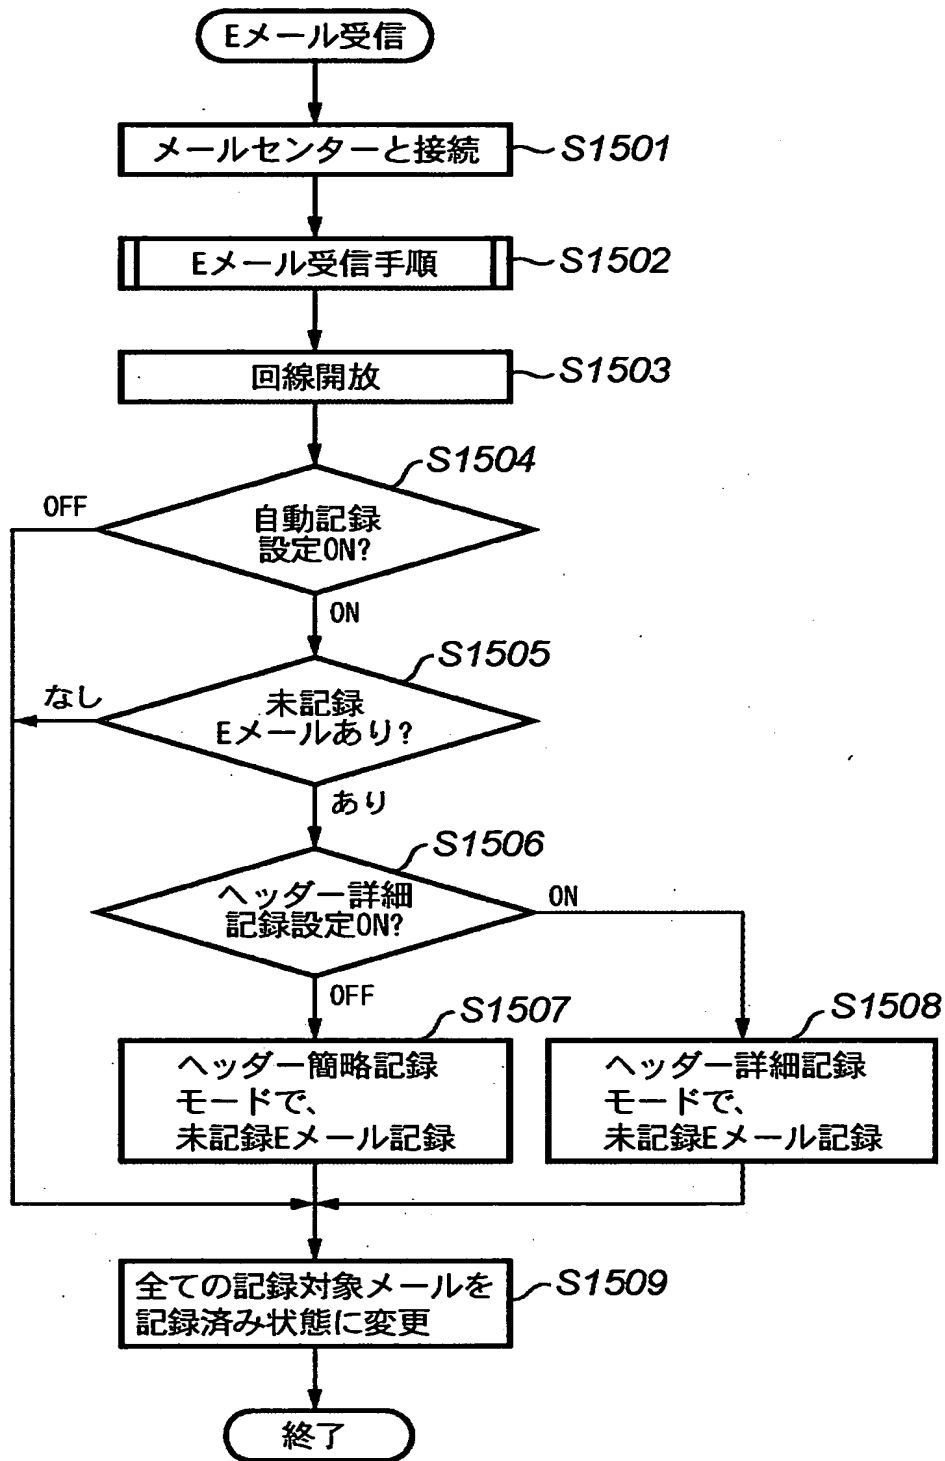 Eメール受信
メールセンターと接続
S1501
Eメール受信手順
S1502
回線開放
S1503
S1504
OFF
自動記録
設定ON?
ON
S1505
なし
未記録
Eメールあり?
あり
S1506
ヘッダー詳細
記録設定ON?
ON
OFF
S1507
S1508
ヘッダー簡略記録
モードで、
未記録Eメール記録
ヘッダー詳細記録
モードで、
未記録Eメール記録
全ての記録対象メールを
記録済み状態に変更
S1509
終了